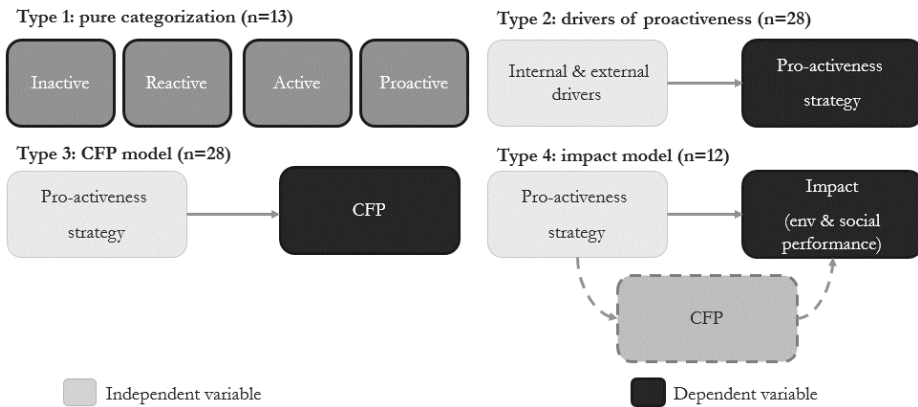 Type 1: pure categorization (n=13)
Inactive
Reactive
Active
Proactive
Type 2: drivers of proactiveness (n=28)
Internal & external
drivers
Pro-activeness
strategy
Type 3: CFP model (n=28)
Pro-activeness
strategy
CFP
Type 4: impact model (n=12)
Pro-activeness
strategy
Impact
(env & social
performance)
CFP
Independent variable
Dependent variable